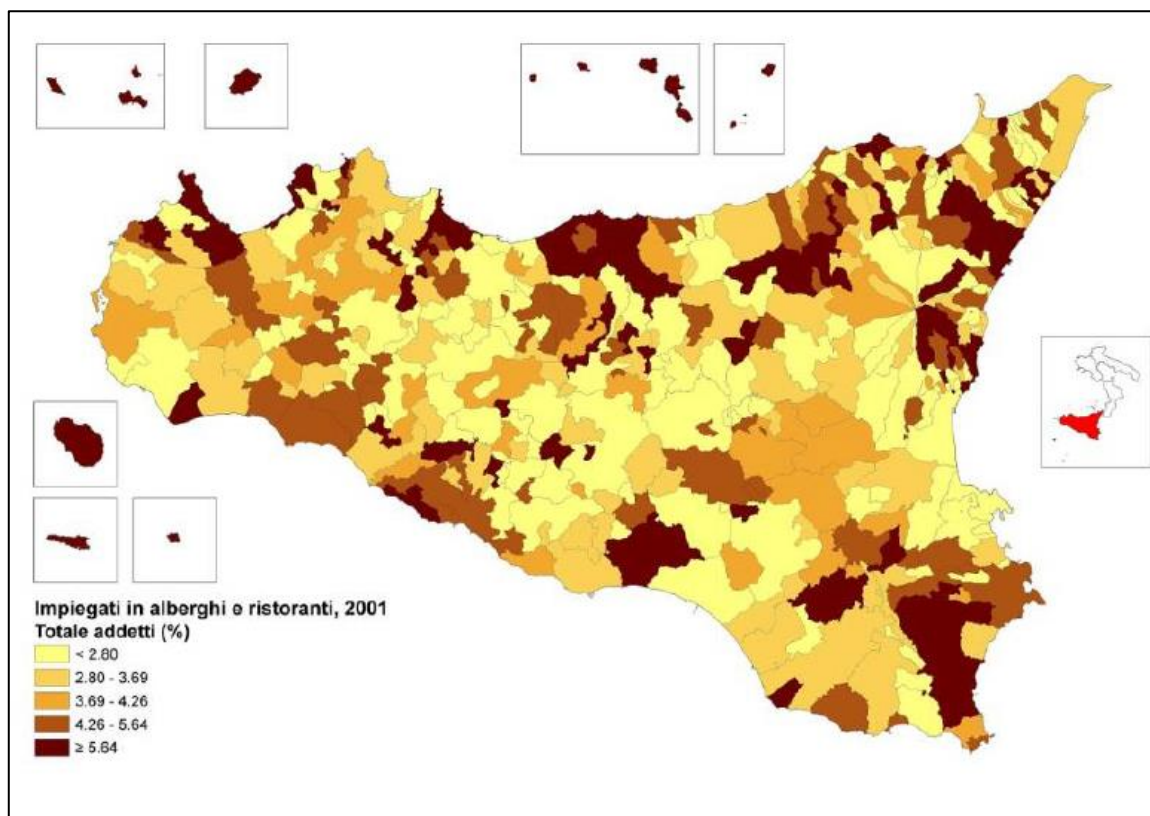 Impiegati in alberghi e ristoranti, 2001
Totale addetti (%)
< 2.80
2.80 - 3.69
3.69 - 4.26
4.26 - 5.64
≥ 5.64